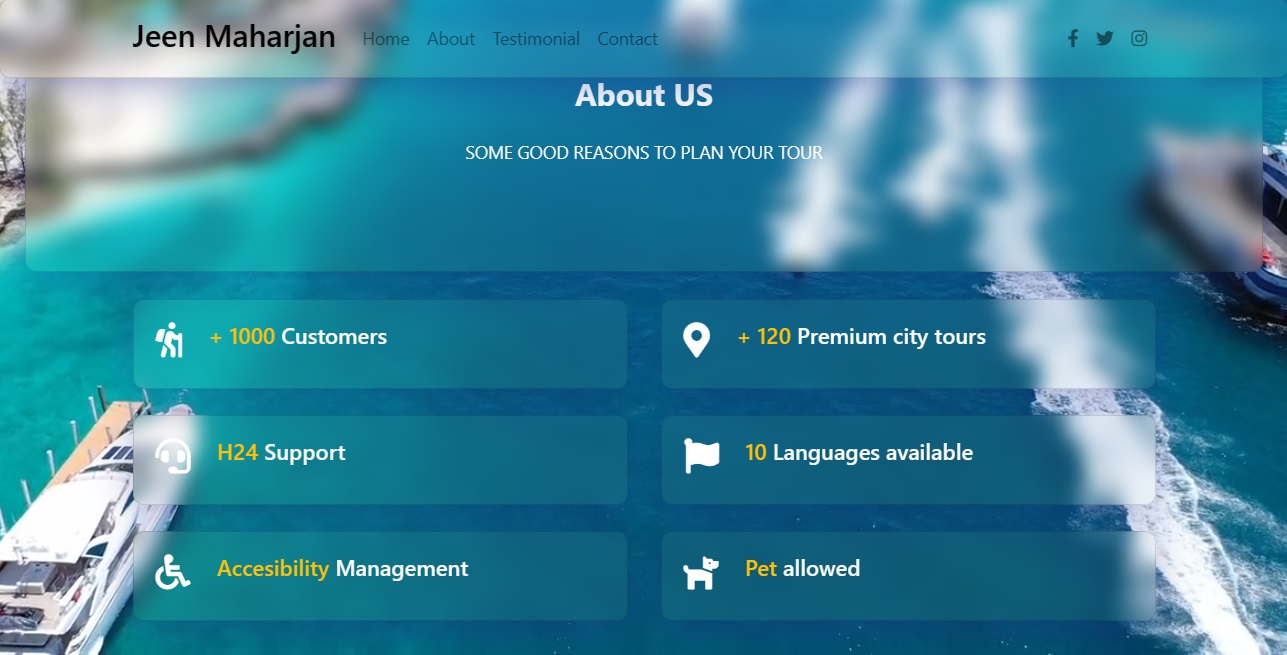 Jeen Maharjan Home About Testimonial Contact
About US
SOME GOOD REASONS TO PLAN YOUR TOUR
+ 1000 Customers
+ 120 Premium city tours
H24 Support
10 Languages available
Accesibility Management
Pet allowed